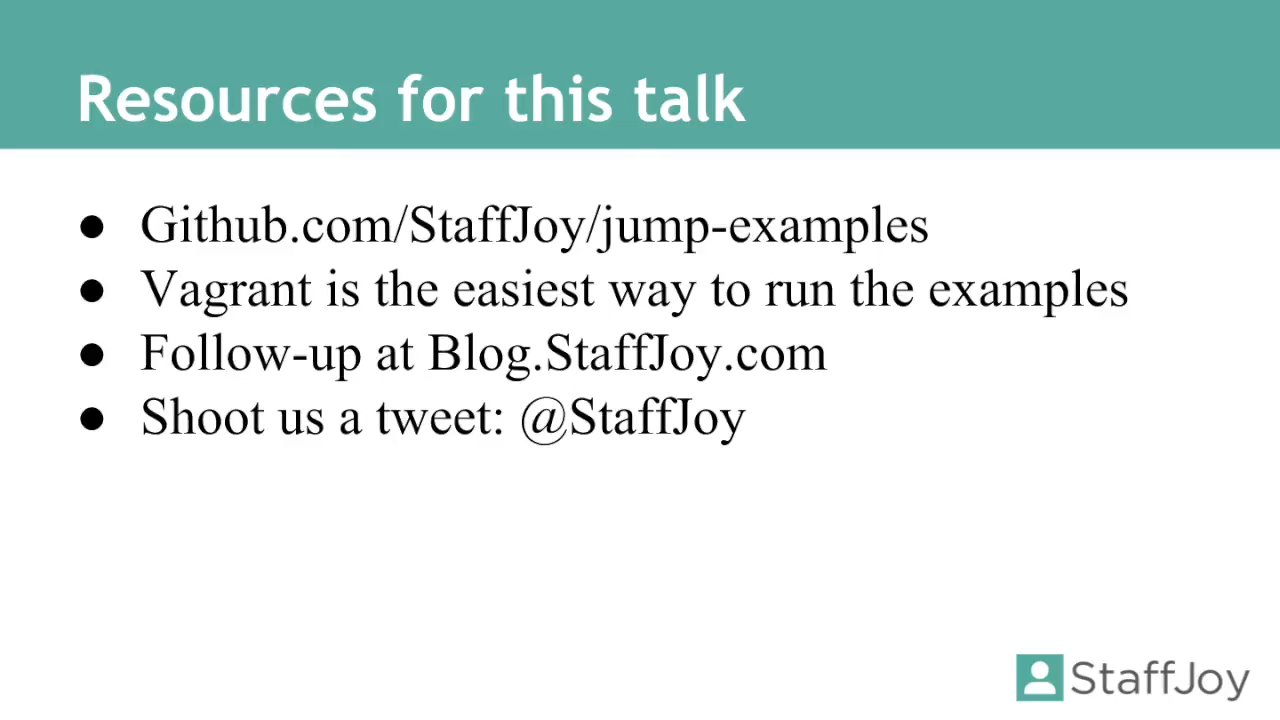 Resources for this talk
● Github.com/StaffJoy/jump-examples
● Vagrant is the easiest way to run the examples
● Follow-up at Blog.StaffJoy.com
● Shoot us a tweet: @StaffJoy
StaffJoy